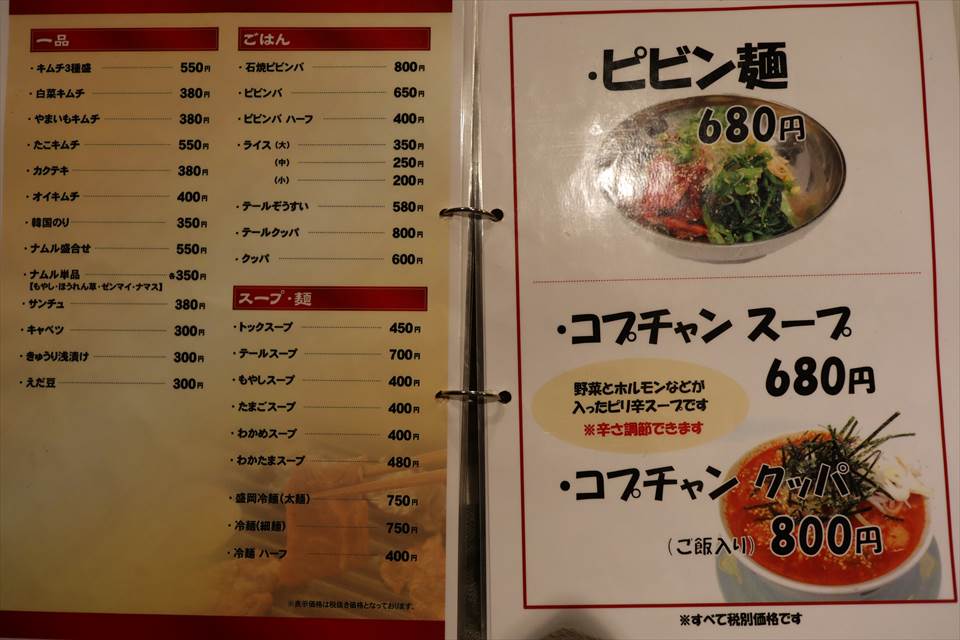 一品
・キムチ3種盛 550円
・白菜キムチ 380円
・やまいもキムチ 380円
・たこキムチ 550円
・カクテキ 380円
・オイキムチ 400円
・韓国のり 350円
・ナムル盛合せ 550円
・ナムル単品 各350円
【もやし・ほうれん草・ゼンマイ・ナマス】
・サンチュ 380円
・キャベツ 300円
・きゅうり浅漬け 300円
・えだ豆 300円
ごはん
・石焼ビビンバ 800円
・ビビンバ 650円
・ビビンバ ハーフ 400円
・ライス (大) 350円
(中) 250円
(小) 200円
・テールぞうすい 580円
・テールクッパ 800円
・クッパ 600円
スープ・麺
・トックスープ 450円
・テールスープ 700円
・もやしスープ 400円
・たまごスープ 400円
・わかめスープ 400円
・わかたまスープ 480円
・盛岡冷麺(太麺) 750円
・冷麺(細麺) 750円
・冷麺 ハーフ 400円
※表示価格は税抜き価格となっております。
・ピビン麺
680円
・コプチャン スープ
680円
野菜とホルモンなどが
入ったピリ辛スープです
※辛さ調節できます
・コプチャン クッパ
(ご飯入り) 800円
※すべて税別価格です